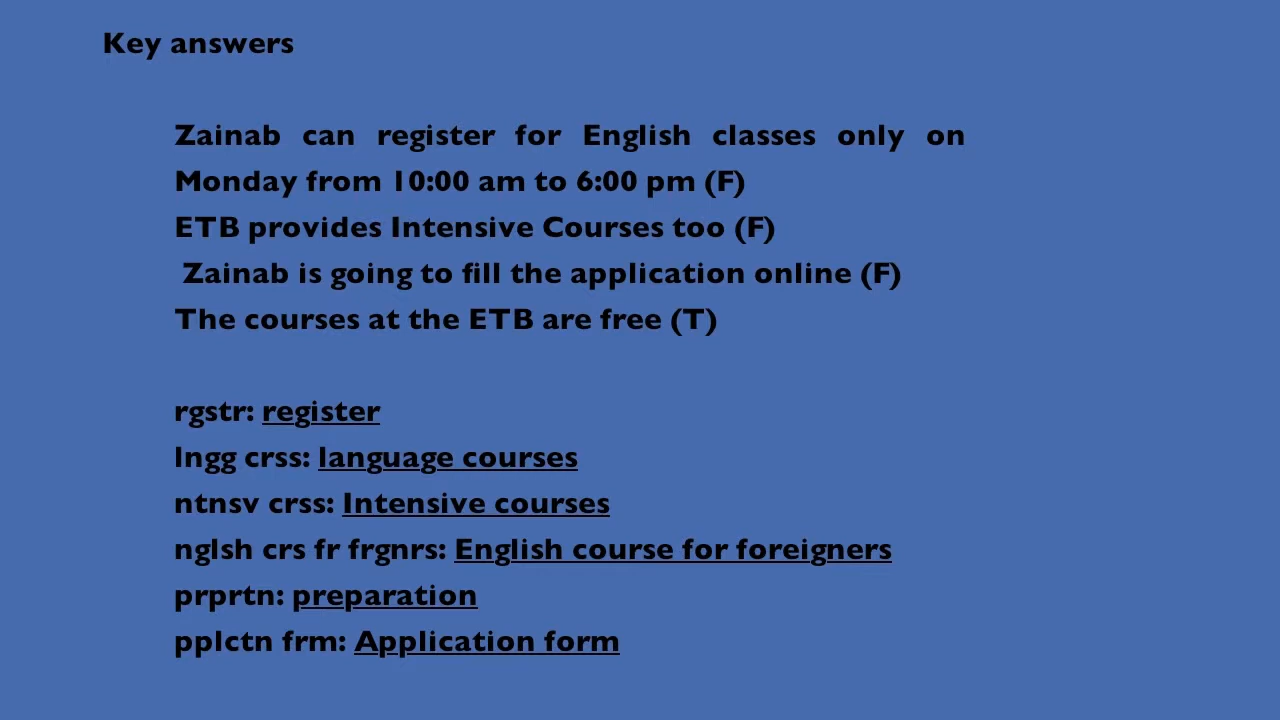 Key answers
Zainab can register for English classes only on
Monday from 10:00 am to 6:00 pm (F)
ETB provides Intensive Courses too (F)
Zainab is going to fill the application online (F)
The courses at the ETB are free (T)
rgstr: register
lngg crss: language courses
ntnsv crss: Intensive courses
nglsh crs fr frgnrs: English course for foreigners
prprtn: preparation
pplctn frm: Application form